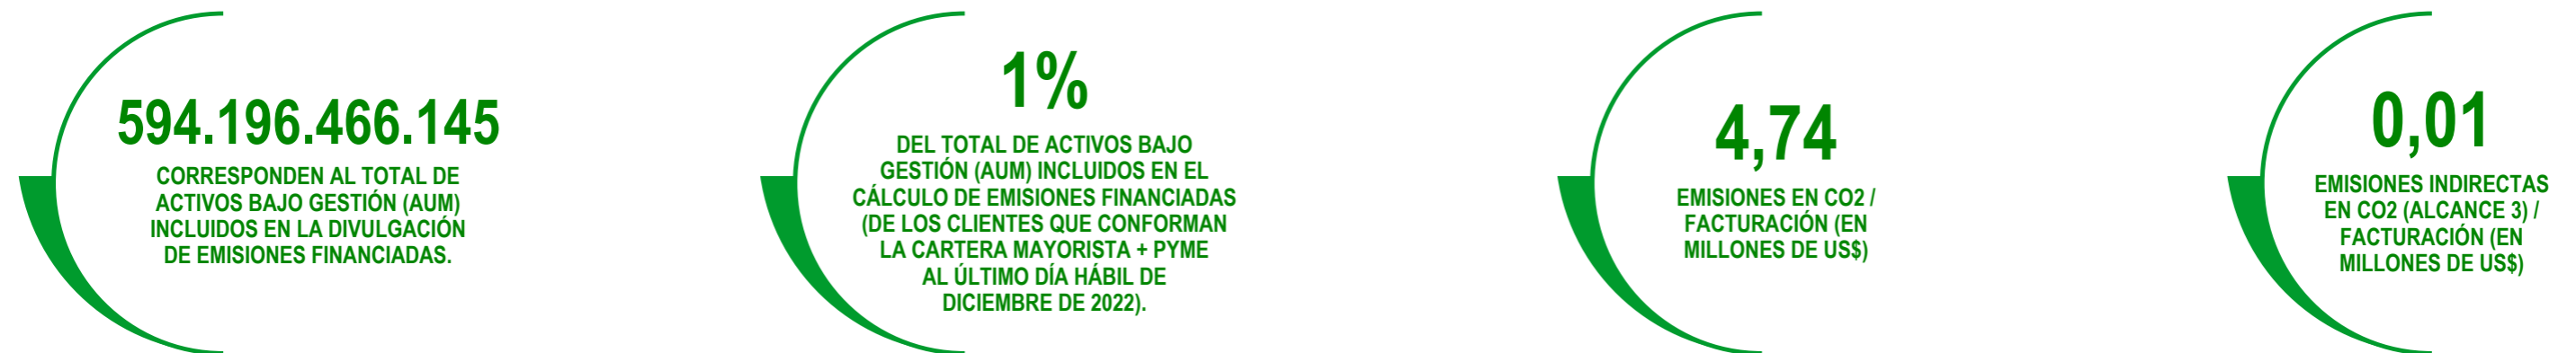 594.196.466.145
CORRESPONDEN AL TOTAL DE
ACTIVOS BAJO GESTIÓN (AUM)
INCLUIDOS EN LA DIVULGACIÓN
DE EMISIONES FINANCIADAS.
1%
DEL TOTAL DE ACTIVOS BAJO
GESTIÓN (AUM) INCLUIDOS EN EL
CÁLCULO DE EMISIONES FINANCIADAS
(DE LOS CLIENTES QUE CONFORMAN
LA CARTERA MAYORISTA + PYME
AL ÚLTIMO DÍA HÁBIL DE
DICIEMBRE DE 2022).
4,74
EMISIONES EN CO2 /
FACTURACIÓN (EN
MILLONES DE US$)
0,01
EMISIONES INDIRECTAS
EN CO2 (ALCANCE 3) /
FACTURACIÓN (EN
MILLONES DE US$)